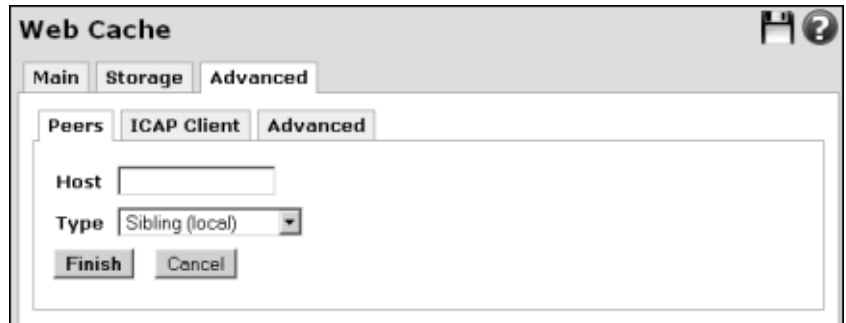 Web Cache
Main Storage Advanced
Peers ICAP Client Advanced
Host
Type Sibling (local)
Finish Cancel